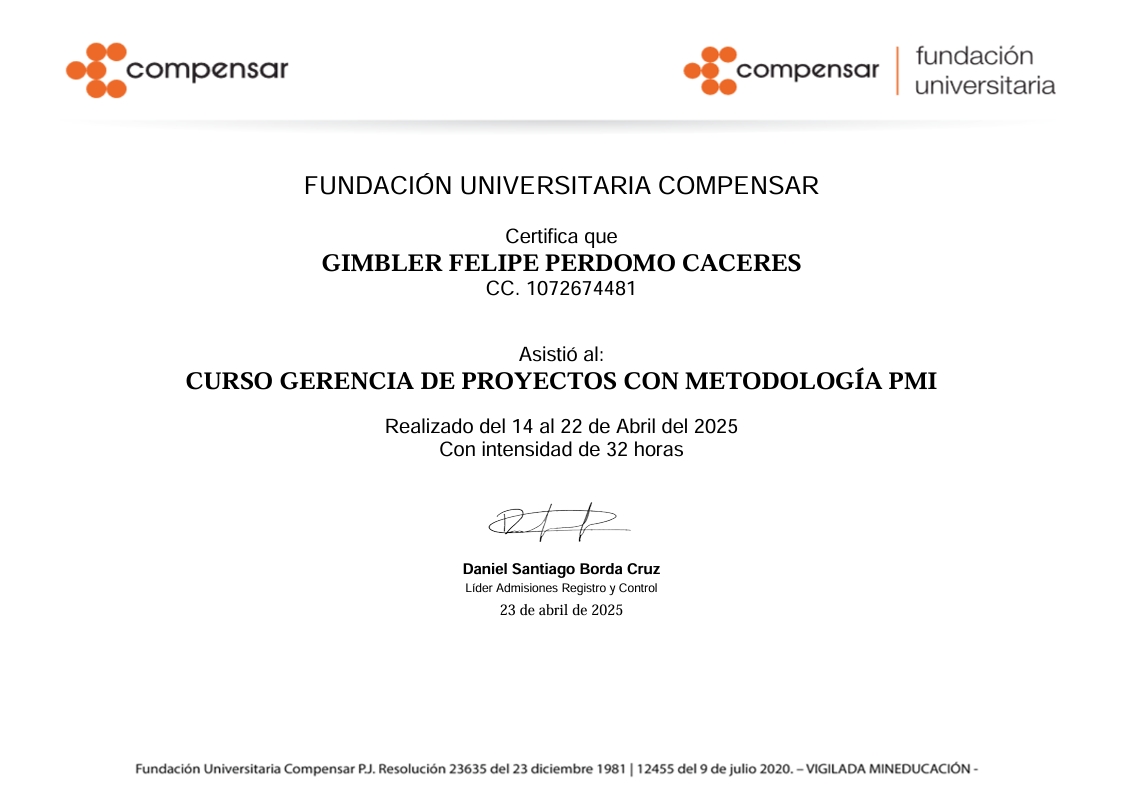 compensar
compensar | fundación universitaria
FUNDACIÓN UNIVERSITARIA COMPENSAR
Certifica que
GIMBLER FELIPE PERDOMO CACERES
CC. 1072674481
Asistió al:
CURSO GERENCIA DE PROYECTOS CON METODOLOGÍA PMI
Realizado del 14 al 22 de Abril del 2025
Con intensidad de 32 horas
Daniel Santiago Borda Cruz
Líder Admisiones Registro y Control
23 de abril de 2025
Fundación Universitaria Compensar P.J. Resolución 23635 del 23 diciembre 1981 | 12455 del 9 de julio 2020. – VIGILADA MINEDUCACIÓN -